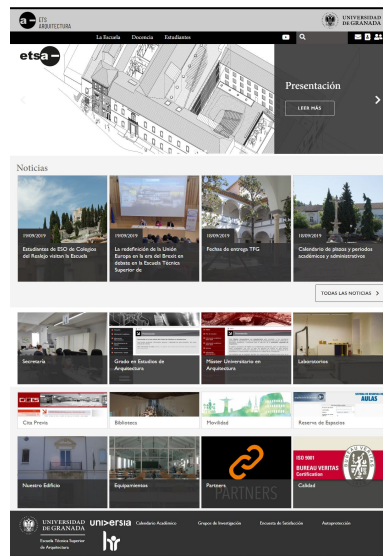 a- ETS
ARQUITECTURA
UNIVERSIDAD
DE GRANADA
La Escuela Docencia Estudiantes
etsa-
Presentación
LEER MÁS
Noticias
19/09/2019
Estudiantes de ESO de Colegios
del Realejo visitan la Escuela
19/09/2019
La redefinición de la Unión
Europa en la era del Brexit en
debate en la Escuela Técnica
Superior de
18/09/2019
Fechas de entrega TFG
18/09/2019
Calendario de plazos y periodos
académicos y administrativos
TODAS LAS NOTICIAS >
Secretaría
Grado en Estudios de
Arquitectura
Máster Universitario en
Arquitectura
Laboratorios
CIGES
AULAS
Cita Previa
Biblioteca
Movilidad
Reserva de Espacios
Nuestro Edificio
Equipamientos
PARTNERS
Partners
ISO 9001
BUREAU VERITAS
Certification
Calidad
UNIVERSIDAD
DE GRANADA
Escuela Técnica Superior
de Arquitectura
universia
hr
Calendario Académico
Grupos de Investigación
Encuesta de Satisfacción
Autoprotección